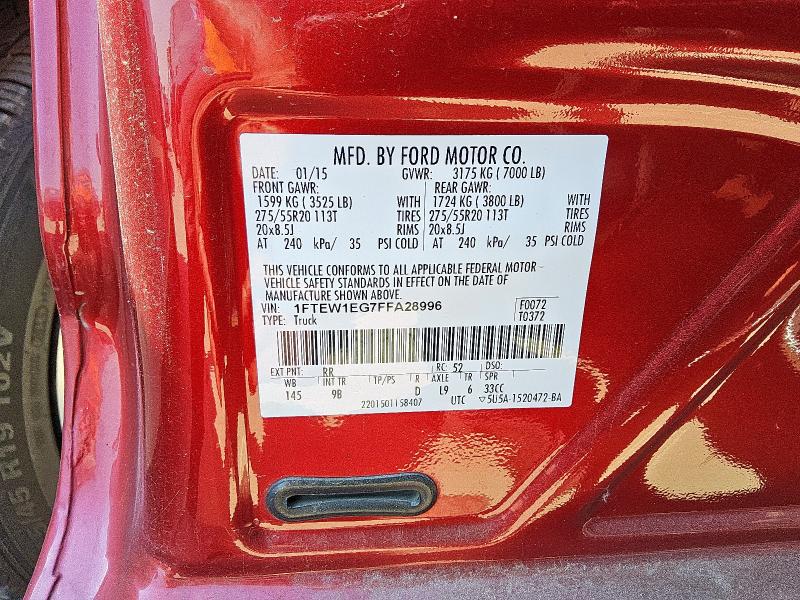 MFD. BY FORD MOTOR CO.
DATE: 01/15 GVWR: 3175 KG ( 7000 LB)
FRONT GAWR: REAR GAWR:
1599 KG ( 3525 LB) WITH 1724 KG ( 3800 LB) WITH
275/55R20 113T TIRES 275/55R20 113T TIRES
20x8.5J RIMS 20x8.5J RIMS
AT 240 kPa/ 35 PSI COLD AT 240 kPa/ 35 PSI COLD
THIS VEHICLE CONFORMS TO ALL APPLICABLE FEDERAL MOTOR
VEHICLE SAFETY STANDARDS IN EFFECT ON THE DATE OF
MANUFACTURE SHOWN ABOVE.
VIN: 1FTEW1EG7FFA28996 F0072
TYPE: Truck T0372
EXT PNT: RR RC: 52 DSO:
WB INT TR TP/PS R AXLE TR SPR
145 9B D L9 6 33CC
2201501158407 UTC ▽5U5A-1520472-BA
R19 102V